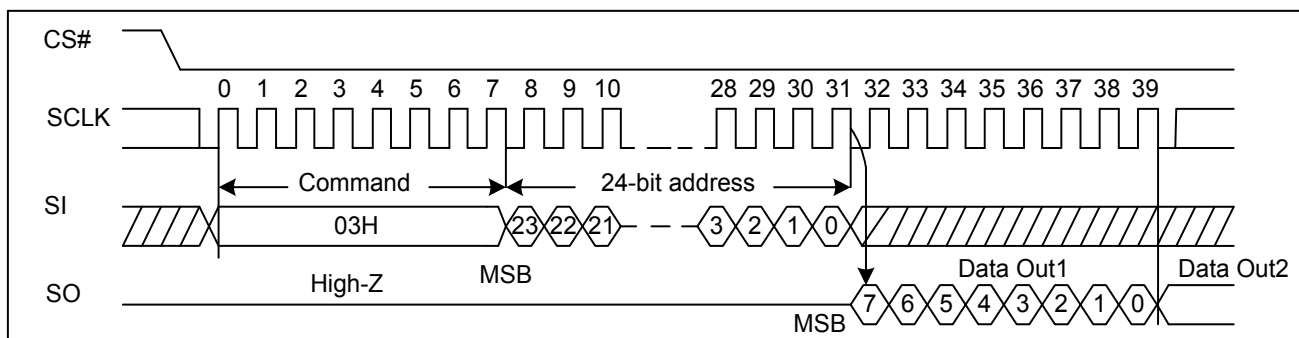 CS#
0 1 2 3 4 5 6 7 8 9 10 28 29 30 31 32 33 34 35 36 37 38 39
SCLK
Command 24-bit address
SI
03H 23 22 21 3 2 1 0
High-Z MSB Data Out1 Data Out2
SO
MSB 7 6 5 4 3 2 1 0